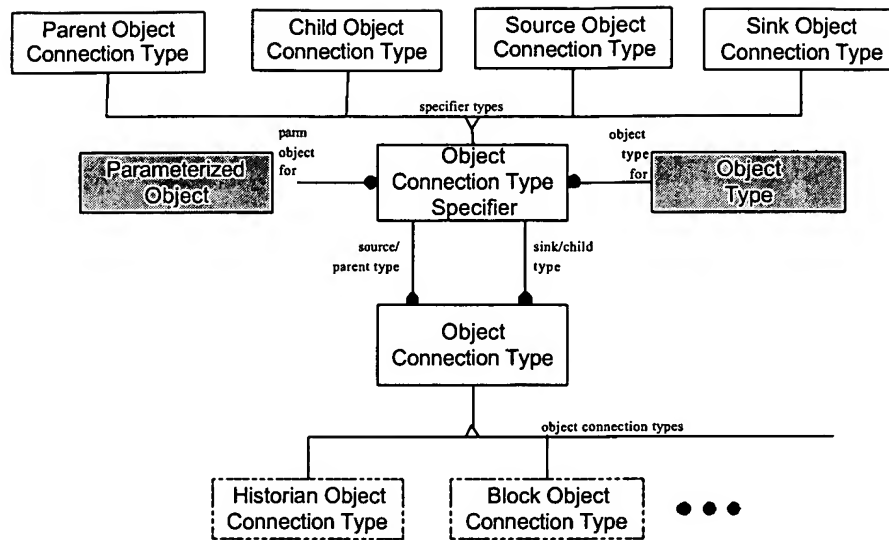 Parent Object
Connection Type
Child Object
Connection Type
Source Object
Connection Type
Sink Object
Connection Type
specifier types
parm
object
for
object
type
for
Parameterized
Object
Object
Connection Type
Specifier
Object
Type
source/
parent type
sink/child
type
Object
Connection Type
object connection types
Historian Object
Connection Type
Block Object
Connection Type